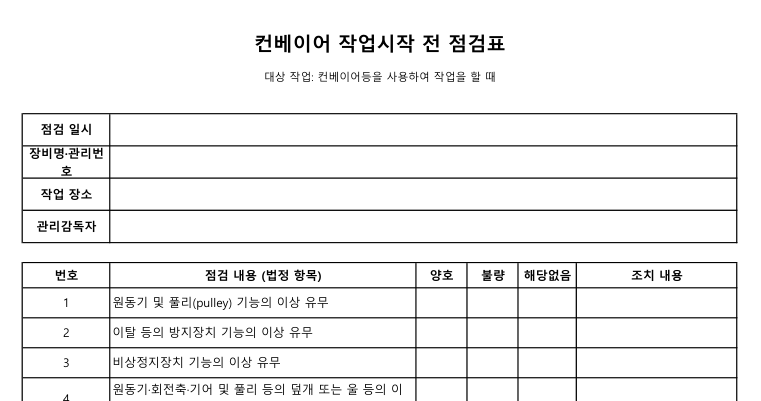 컨베이어 작업시작 전 점검표
대상 작업: 컨베이어등을 사용하여 작업을 할 때
점검 일시
장비명·관리번
호
작업 장소
관리감독자
번호 점검 내용 (법정 항목) 양호 불량 해당없음 조치 내용
1 원동기 및 풀리(pulley) 기능의 이상 유무
2 이탈 등의 방지장치 기능의 이상 유무
3 비상정지장치 기능의 이상 유무
4 원동기·회전축·기어 및 풀리 등의 덮개 또는 울 등의 이